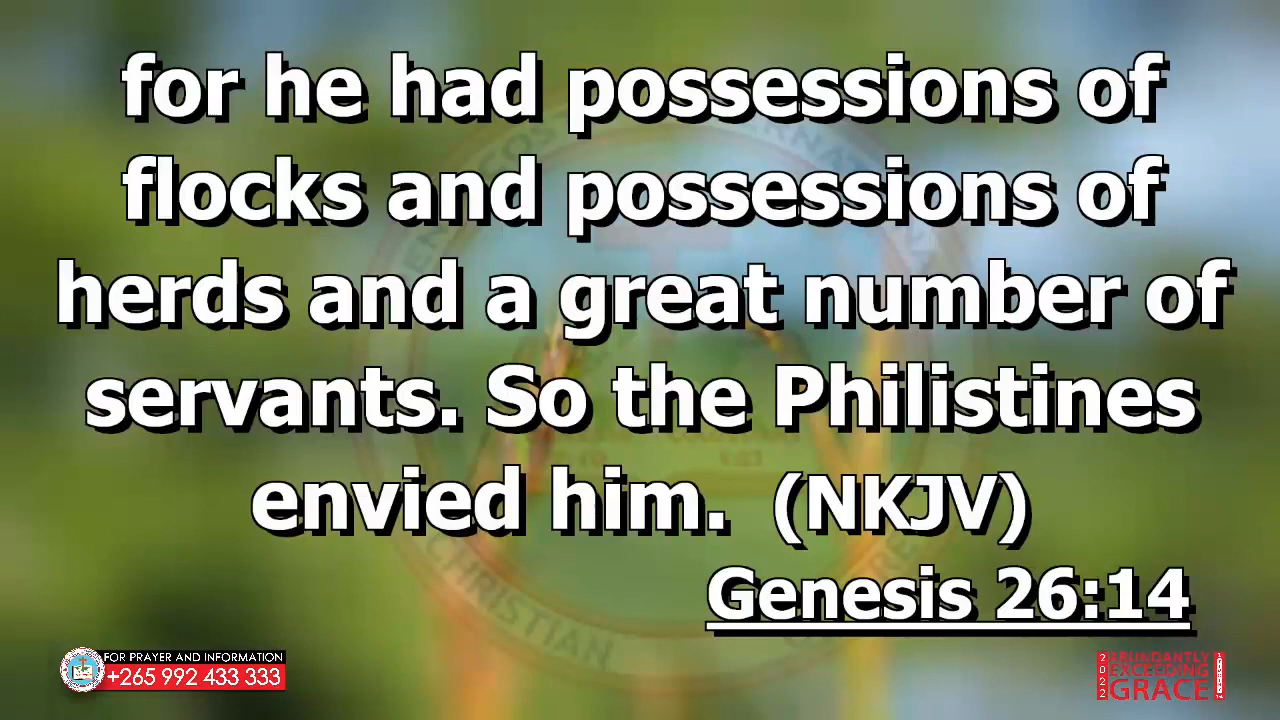 for he had possessions of
flocks and possessions of
herds and a great number of
servants. So the Philistines
envied him. (NKJV)
Genesis 26:14
FOR PRAYER AND INFORMATION
+265 992 433 333
2022
ABUNDANTLY
EXCEEDING
GRACE
CHRISTIAN